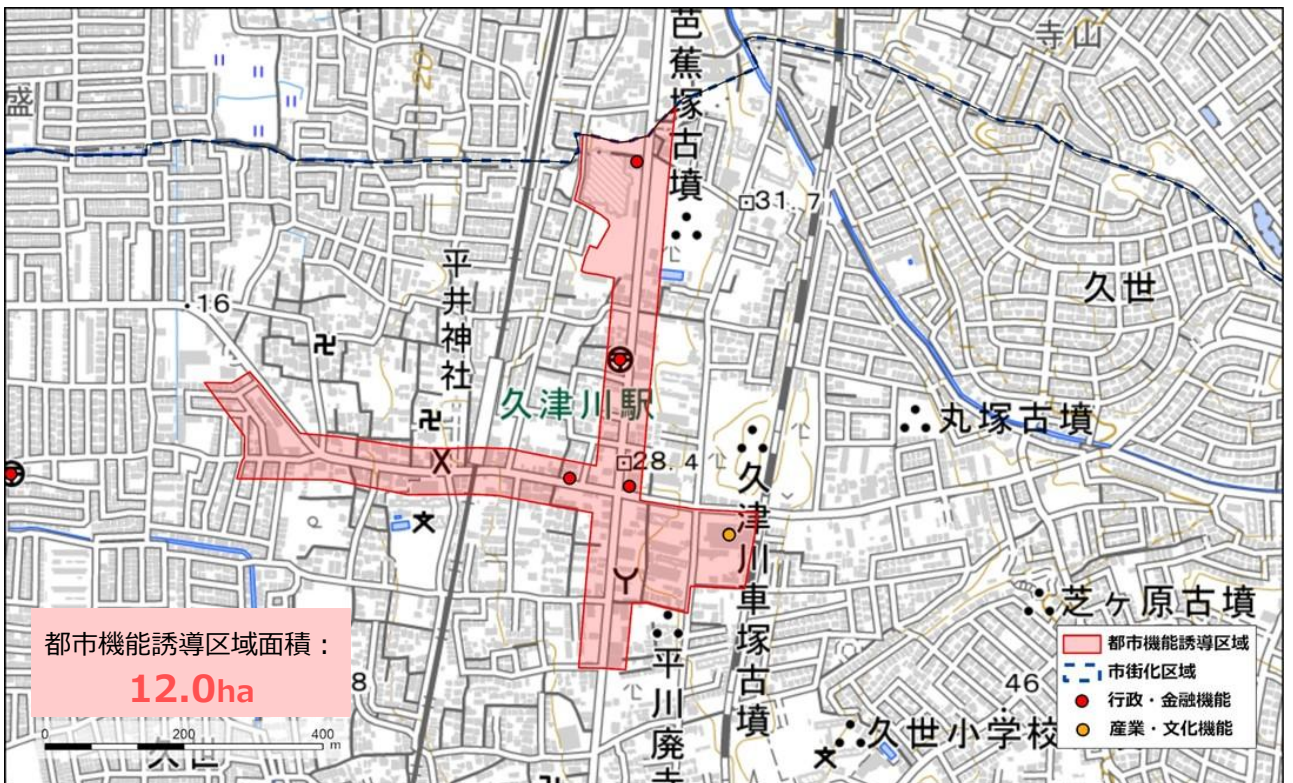 芭蕉塚古墳
寺山
盛
20
31.7
平井神社
久世
16
久津川駅
丸塚古墳
28.4
久津川車塚古墳
芝ヶ原古墳
都市機能誘導区域面積：
12.0ha
8
平川廃寺
46
久世小学校
0 200 400 m
久世
都市機能誘導区域
市街化区域
行政・金融機能
産業・文化機能